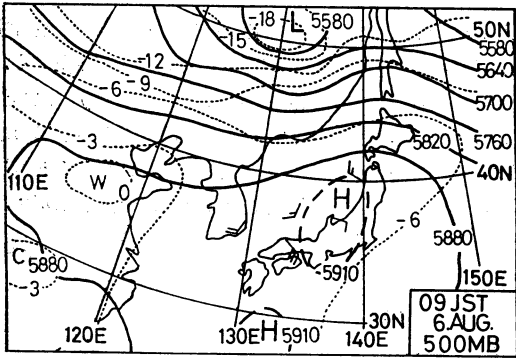 -18 L 5580 50N
-15 5580
-12 5640
-9
-6 5700
5760
-3 5820
40N
110E W 0 H
-6
C 5880 5910 5880
-3 150E
09 JST
6.AUG.
500MB
120E 130E H 5910 140E 30N